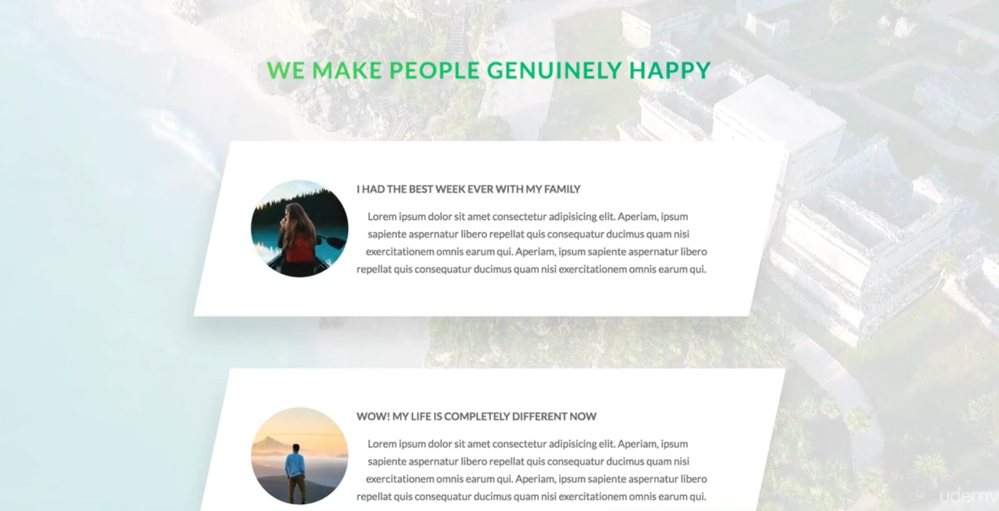 WE MAKE PEOPLE GENUINELY HAPPY
I HAD THE BEST WEEK EVER WITH MY FAMILY
Lorem ipsum dolor sit amet consectetur adipisicing elit. Aperiam, ipsum
sapiente aspernatur libero repellat quis consequatur ducimus quam nisi
exercitationem omnis earum qui. Aperiam, ipsum sapiente aspernatur libero
repellat quis consequatur ducimus quam nisi exercitationem omnis earum qui.
WOW! MY LIFE IS COMPLETELY DIFFERENT NOW
Lorem ipsum dolor sit amet consectetur adipisicing elit. Aperiam, ipsum
sapiente aspernatur libero repellat quis consequatur ducimus quam nisi
exercitationem omnis earum qui. Aperiam, ipsum sapiente aspernatur libero
repellat quis consequatur ducimus quam nisi exercitationem omnis earum qui.
udemy